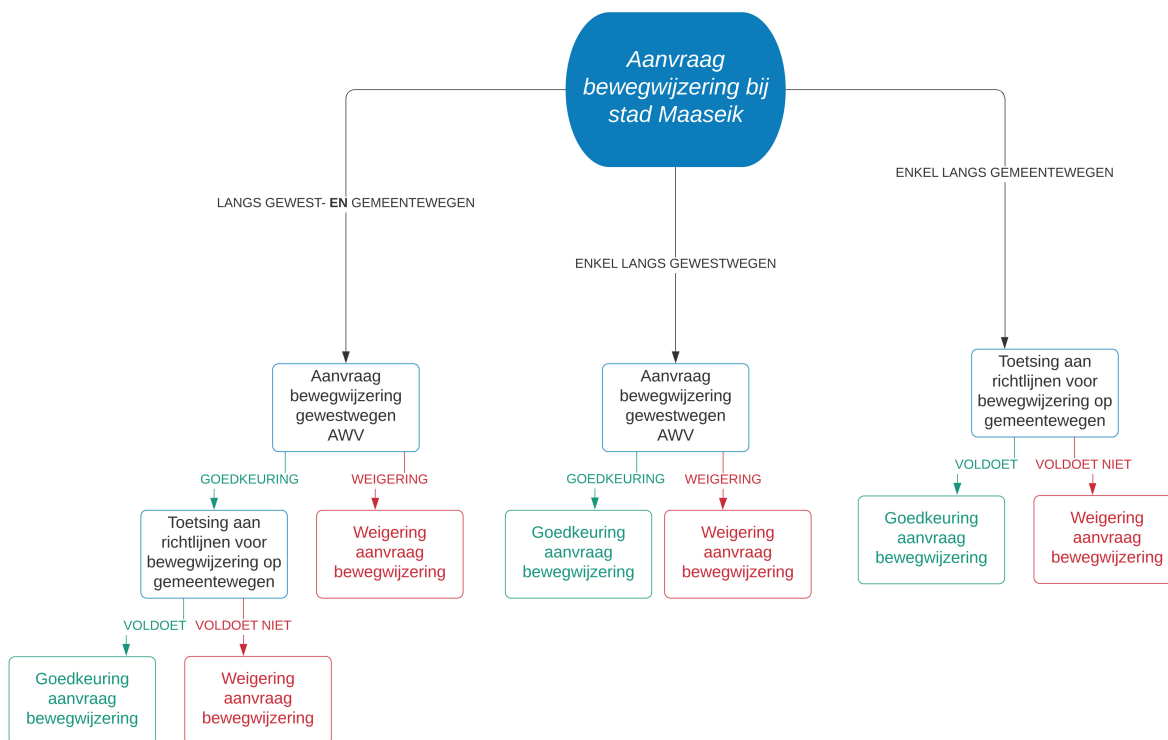 Aanvraag
bewegwijzering bij
stad Maaseik
ENKEL LANGS GEMEENTEWEGEN
LANGS GEWEST- EN GEMEENTEWEGEN
ENKEL LANGS GEWESTWEGEN
Aanvraag
bewegwijzering
gewestwegen
AWV
Aanvraag
bewegwijzering
gewestwegen
AWV
Toetsing aan
richtlijnen voor
bewegwijzering op
gemeentewegen
GOEDKEURING
WEIGERING
GOEDKEURING
WEIGERING
VOLDOET
VOLDOET NIET
Toetsing aan
richtlijnen voor
bewegwijzering op
gemeentewegen
Weigering
aanvraag
bewegwijzering
Goedkeuring
aanvraag
bewegwijzering
Weigering
aanvraag
bewegwijzering
Goedkeuring
aanvraag
bewegwijzering
Weigering
aanvraag
bewegwijzering
VOLDOET
VOLDOET NIET
Goedkeuring
aanvraag
bewegwijzering
Weigering
aanvraag
bewegwijzering